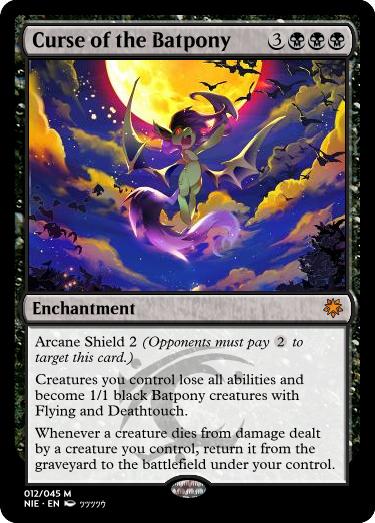 Curse of the Batpony 3
Enchantment
Arcane Shield 2 (Opponents must pay 2 to
target this card.)
Creatures you control lose all abilities and
become 1/1 black Batpony creatures with
Flying and Deathtouch.
Whenever a creature dies from damage dealt
by a creature you control, return it from the
graveyard to the battlefield under your control.
012/045 M
NIE • EN